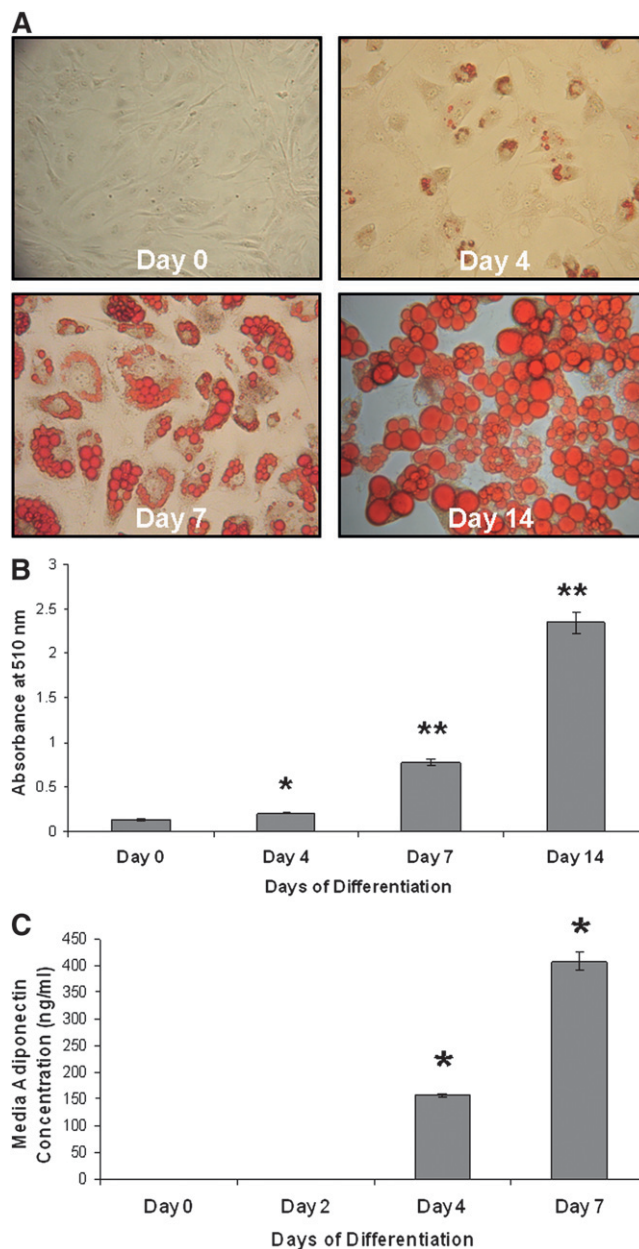 A
Day 0
Day 4
Day 7
Day 14
B
3
2.5
2
1.5
1
0.5
0
Absorbance at 510 nm
*
**
**
Day 0 Day 4 Day 7 Day 14
Days of Differentiation
C
450
400
350
300
250
200
150
100
50
0
Media Adiponectin
Concentration (ng/ml)
*
*
Day 0 Day 2 Day 4 Day 7
Days of Differentiation